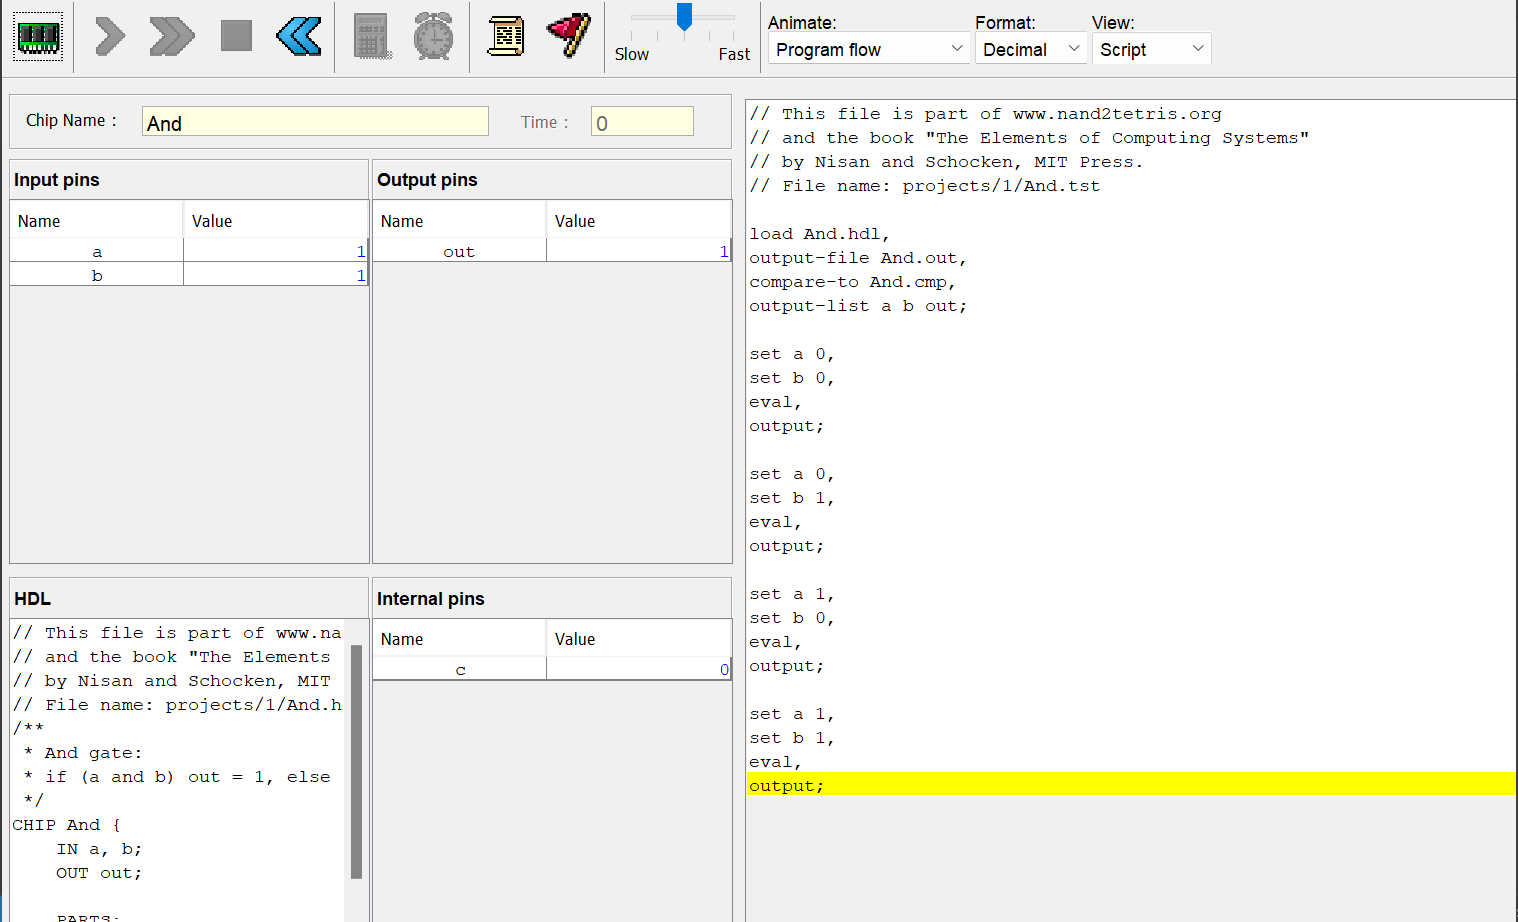 Slow
Fast
Animate:
Program flow
Format:
Decimal
View:
Script
Chip Name :
And
Time :
0
Input pins
Name
Value
a
1
b
1
Output pins
Name
Value
out
1
HDL
// This file is part of www.na
// and the book "The Elements
// by Nisan and Schocken, MIT
// File name: projects/1/And.h
/**
* And gate:
* if (a and b) out = 1, else
*/
CHIP And {
IN a, b;
OUT out;
PARTS:
Internal pins
Name
Value
c
0
// This file is part of www.nand2tetris.org
// and the book "The Elements of Computing Systems"
// by Nisan and Schocken, MIT Press.
// File name: projects/1/And.tst
load And.hdl,
output-file And.out,
compare-to And.cmp,
output-list a b out;
set a 0,
set b 0,
eval,
output;
set a 0,
set b 1,
eval,
output;
set a 1,
set b 0,
eval,
output;
set a 1,
set b 1,
eval,
output;